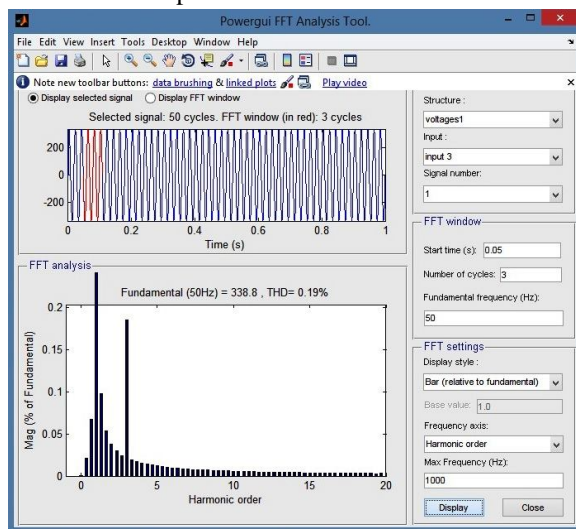 Powergui FFT Analysis Tool.
File Edit View Insert Tools Desktop Window Help
Note new toolbar buttons: data brushing & linked plots Play video
Display selected signal Display FFT window
Selected signal: 50 cycles. FFT window (in red): 3 cycles
200
0
-200
0 0.2 0.4 0.6 0.8 1
Time (s)
FFT analysis
Fundamental (50Hz) = 338.8 , THD= 0.19%
0.2
0.15
0.1
0.05
0
Mag (% of Fundamental)
0 5 10 15 20
Harmonic order
Structure :
voltages1
Input :
input 3
Signal number:
1
FFT window
Start time (s): 0.05
Number of cycles: 3
Fundamental frequency (Hz):
50
FFT settings
Display style :
Bar (relative to fundamental)
Base value: 1.0
Frequency axis:
Harmonic order
Max Frequency (Hz):
1000
Display Close